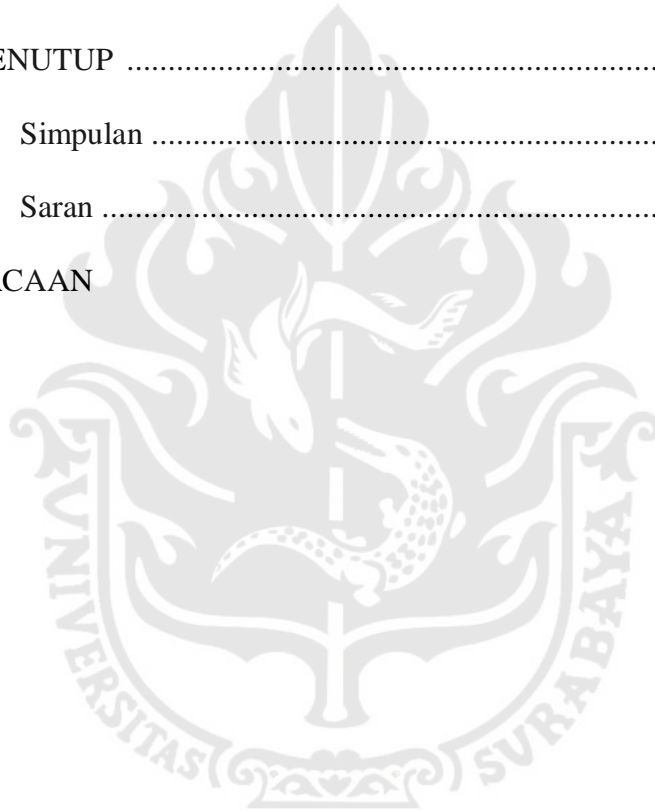 ENUTUP ................................................................
Simpulan .............................................................
Saran ...................................................................
ACAAN
UNIVERSITAS SURABAYA